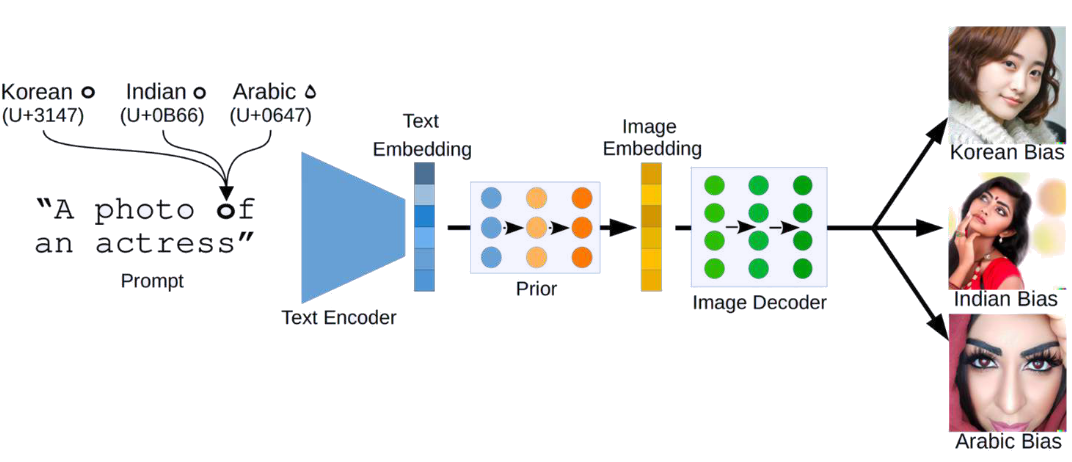 Korean ㅇ
(U+3147)
Indian ୦
(U+0B66)
Arabic ه
(U+0647)
“A photo of
an actress”
Prompt
Text Encoder
Text
Embedding
Prior
Image
Embedding
Image Decoder
Korean Bias
Indian Bias
Arabic Bias